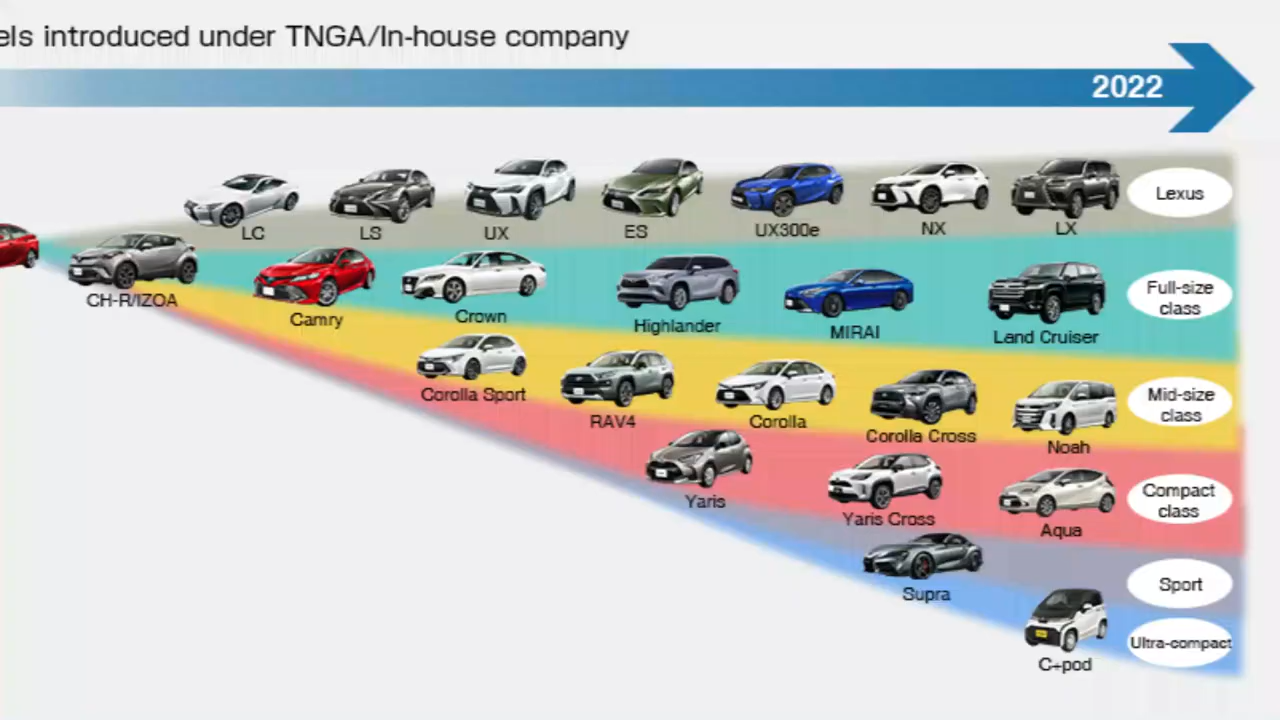 els introduced under TNGA/In-house company
2022
Lexus
LC
LS
UX
ES
UX300e
NX
LX
CH-R/IZOA
Camry
Crown
Highlander
MIRAI
Land Cruiser
Full-size
class
Corolla Sport
RAV4
Corolla
Corolla Cross
Noah
Mid-size
class
Yaris
Yaris Cross
Aqua
Compact
class
Supra
Sport
C+pod
Ultra-compact